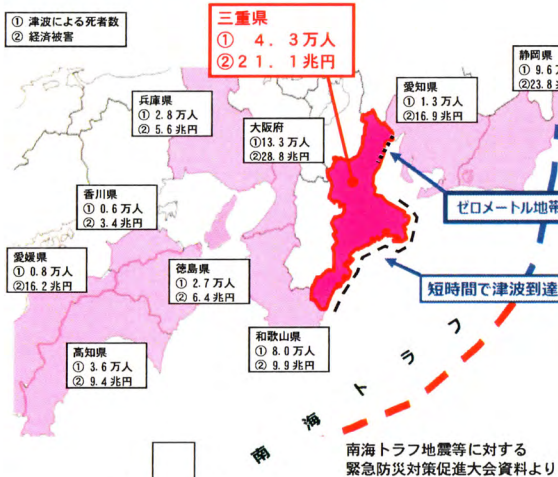 ① 津波による死者数
② 経済被害
三重県
① 4.3万人
②21.1兆円
静岡県
① 9.6
②23.8
愛知県
① 1.3万人
②16.9兆円
兵庫県
① 2.8万人
② 5.6兆円
大阪府
①13.3万人
②28.8兆円
香川県
① 0.6万人
② 3.4兆円
ゼロメートル地帯
愛媛県
① 0.8万人
②16.2兆円
徳島県
① 2.7万人
② 6.4兆円
短時間で津波到達
和歌山県
① 8.0万人
② 9.9兆円
高知県
① 3.6万人
② 9.4兆円
南海トラフ
南海トラフ地震等に対する
緊急防災対策促進大会資料より